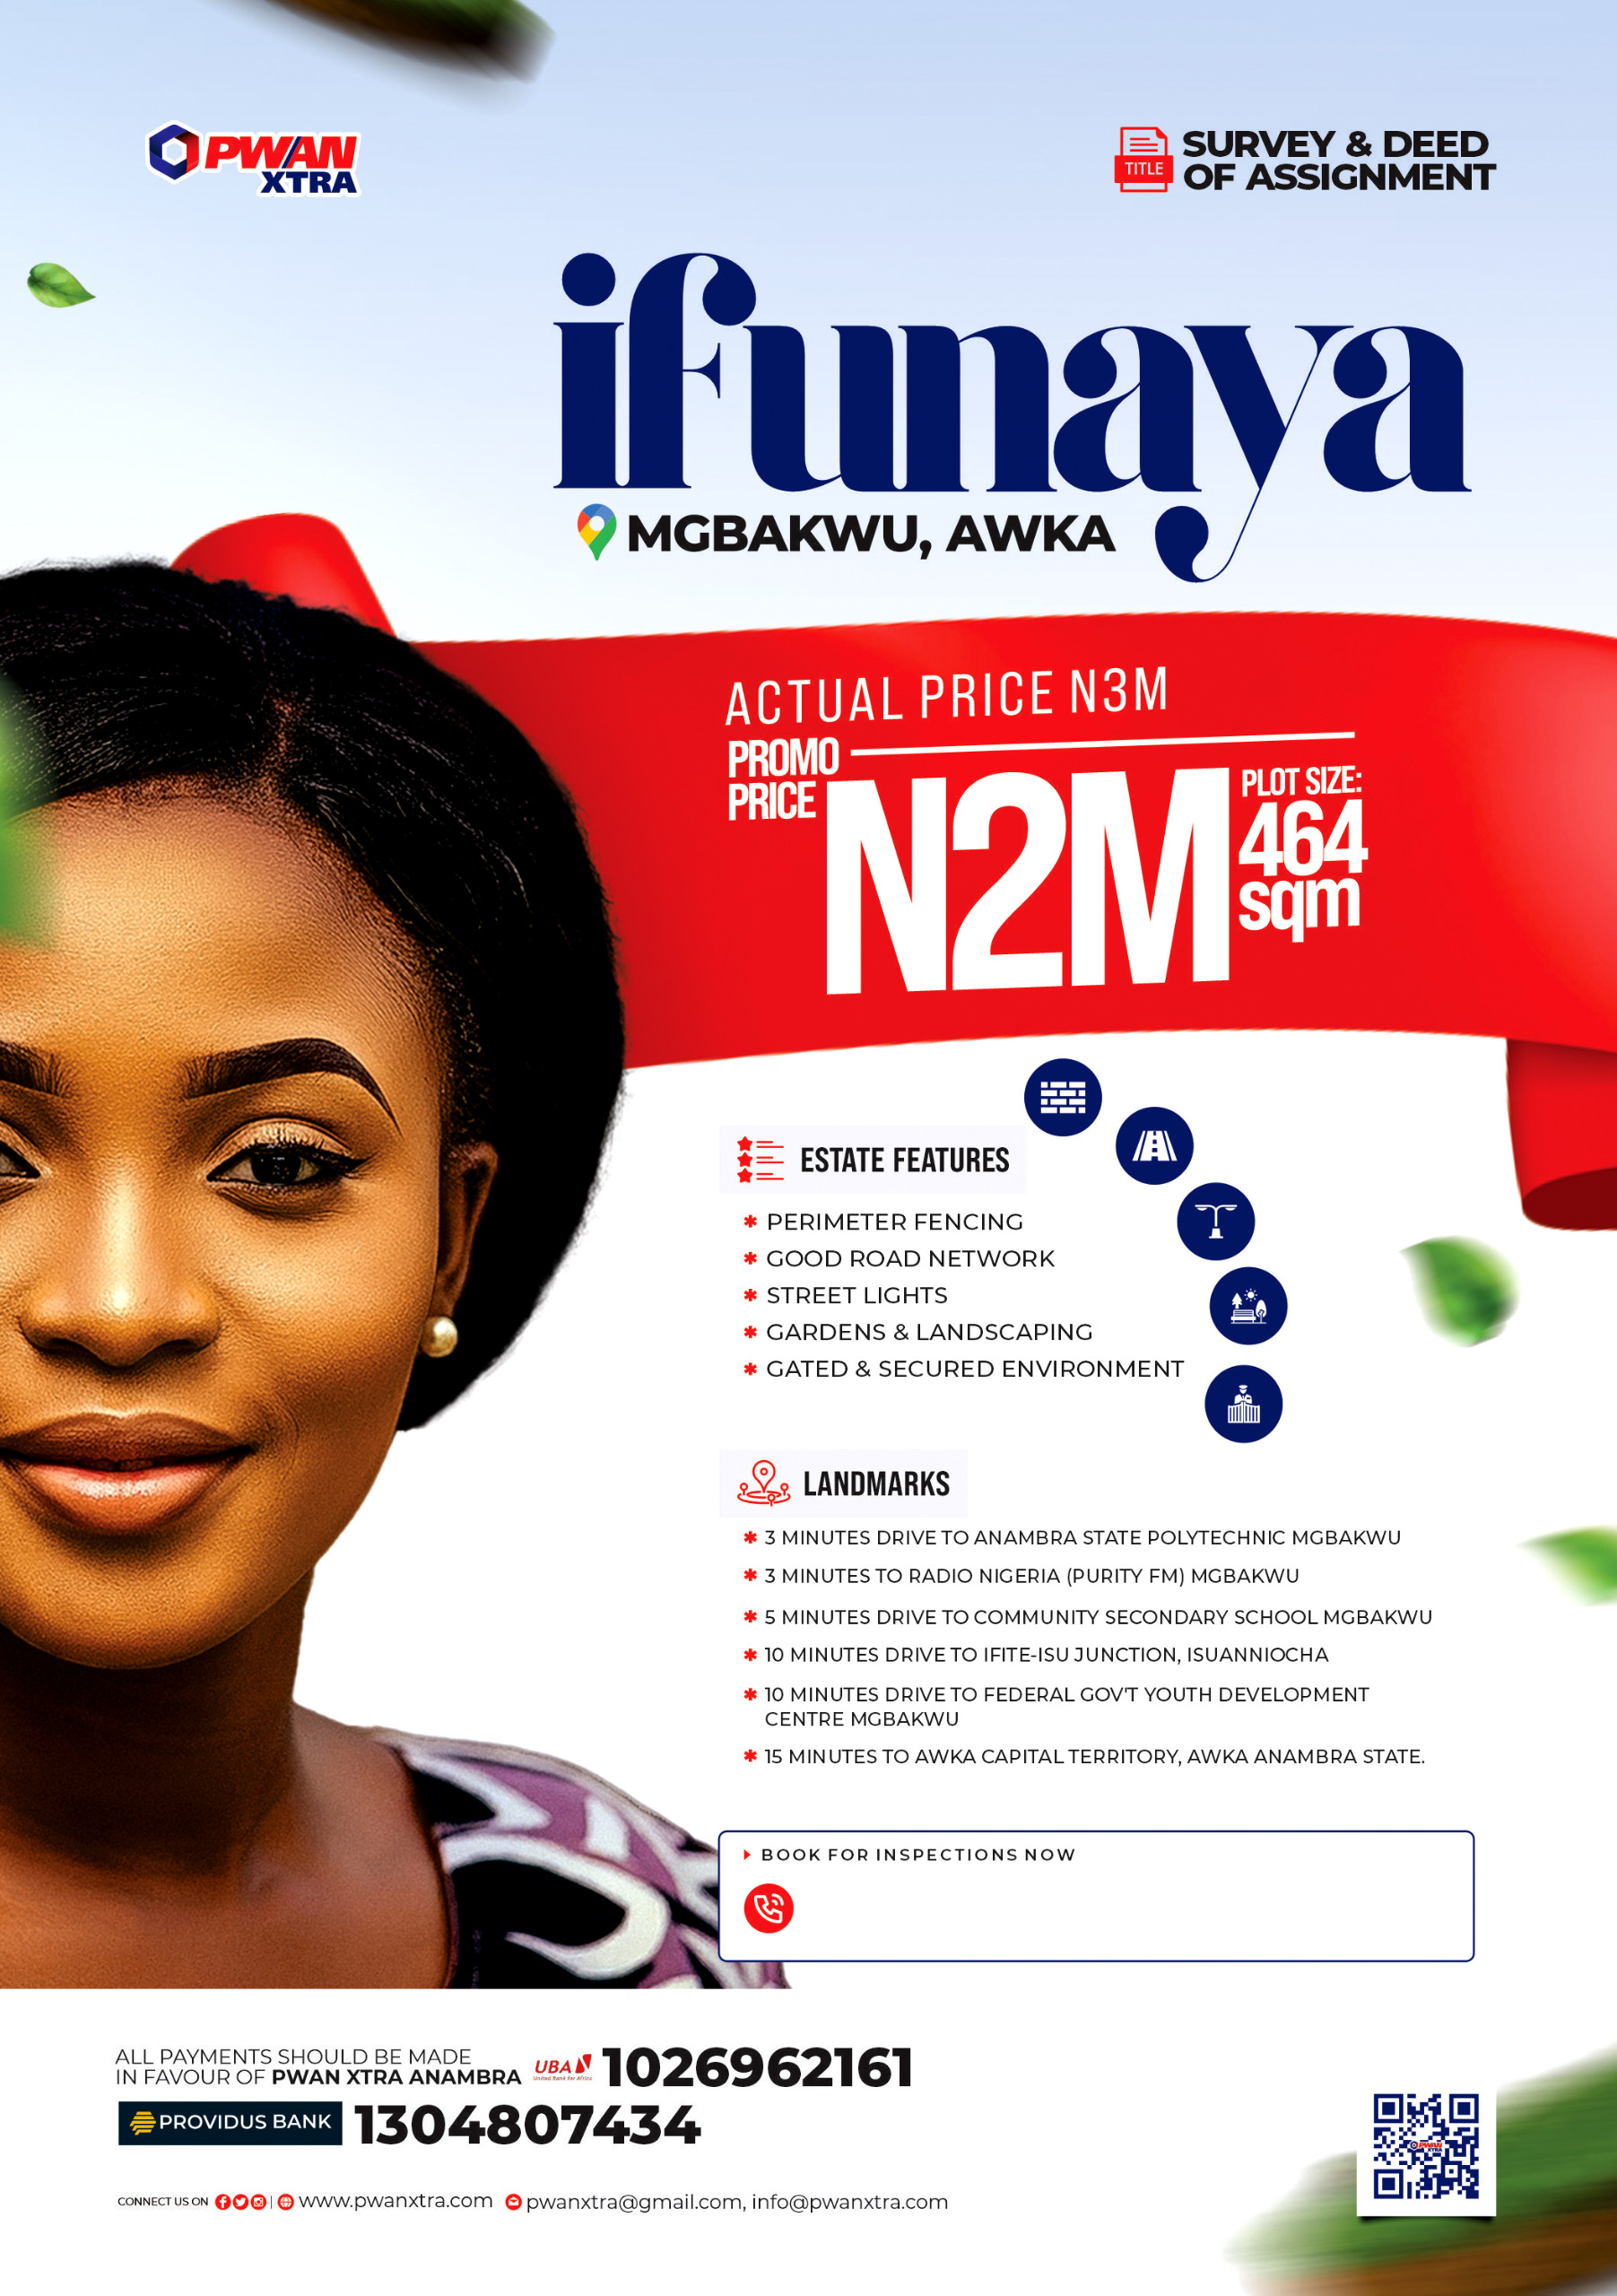 PWAN
XTRA
TITLE
SURVEY & DEED
OF ASSIGNMENT
ifunaya
MGBAKWU, AWKA
ACTUAL PRICE N3M
PROMO
PRICE
N2M
PLOT SIZE:
464
sqm
ESTATE FEATURES
* PERIMETER FENCING
* GOOD ROAD NETWORK
* STREET LIGHTS
* GARDENS & LANDSCAPING
* GATED & SECURED ENVIRONMENT
LANDMARKS
* 3 MINUTES DRIVE TO ANAMBRA STATE POLYTECHNIC MGBAKWU
* 3 MINUTES TO RADIO NIGERIA (PURITY FM) MGBAKWU
* 5 MINUTES DRIVE TO COMMUNITY SECONDARY SCHOOL MGBAKWU
* 10 MINUTES DRIVE TO IFITE-ISU JUNCTION, ISUANNIOCHA
* 10 MINUTES DRIVE TO FEDERAL GOV'T YOUTH DEVELOPMENT
CENTRE MGBAKWU
* 15 MINUTES TO AWKA CAPITAL TERRITORY, AWKA ANAMBRA STATE.
BOOK FOR INSPECTIONS NOW
ALL PAYMENTS SHOULD BE MADE
IN FAVOUR OF PWAN XTRA ANAMBRA
UBA
United Bank for Africa
1026962161
PROVIDUS BANK 1304807434
CONNECT US ON | www.pwanxtra.com pwanxtra@gmail.com, info@pwanxtra.com
PWAN
XTRA